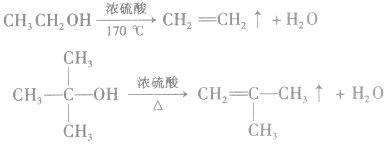 CH₃CH₂OH 浓硫酸 170 ℃ CH₂=CH₂↑ + H₂O
CH₃ CH₃
CH₃—C—OH 浓硫酸 △ CH₂=C—CH₃↑ + H₂O
CH₃ CH₃